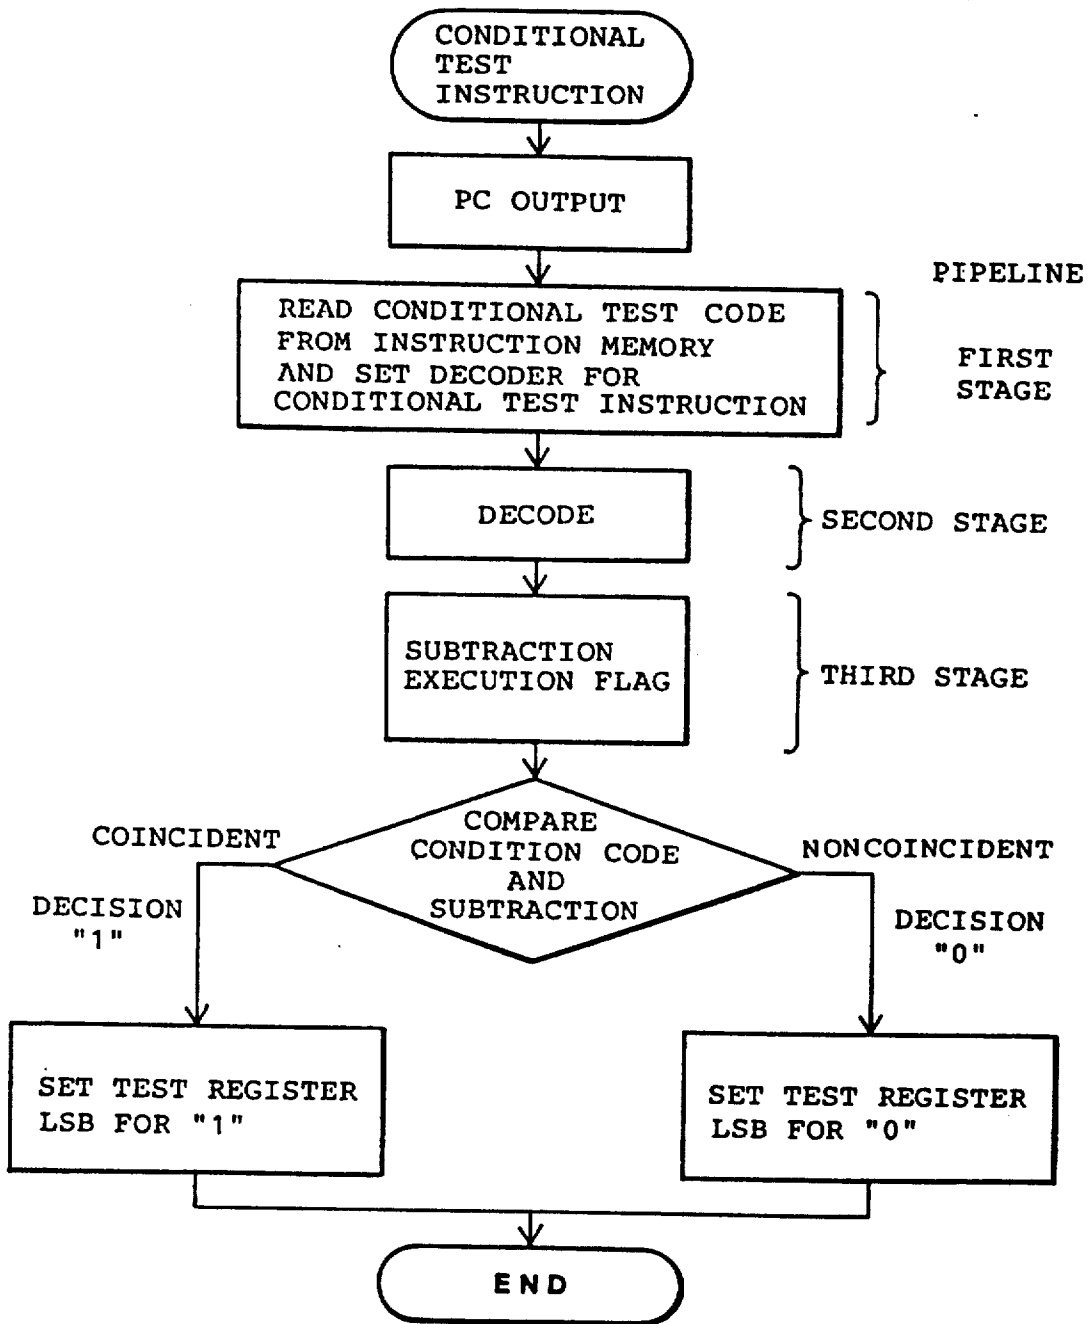 CONDITIONAL
TEST
INSTRUCTION
PC OUTPUT
PIPELINE
READ CONDITIONAL TEST CODE
FROM INSTRUCTION MEMORY
AND SET DECODER FOR
CONDITIONAL TEST INSTRUCTION
FIRST
STAGE
DECODE
SECOND STAGE
SUBTRACTION
EXECUTION FLAG
THIRD STAGE
COMPARE
CONDITION CODE
AND
SUBTRACTION
COINCIDENT
DECISION
"1"
NONCOINCIDENT
DECISION
"0"
SET TEST REGISTER
LSB FOR "1"
SET TEST REGISTER
LSB FOR "0"
END